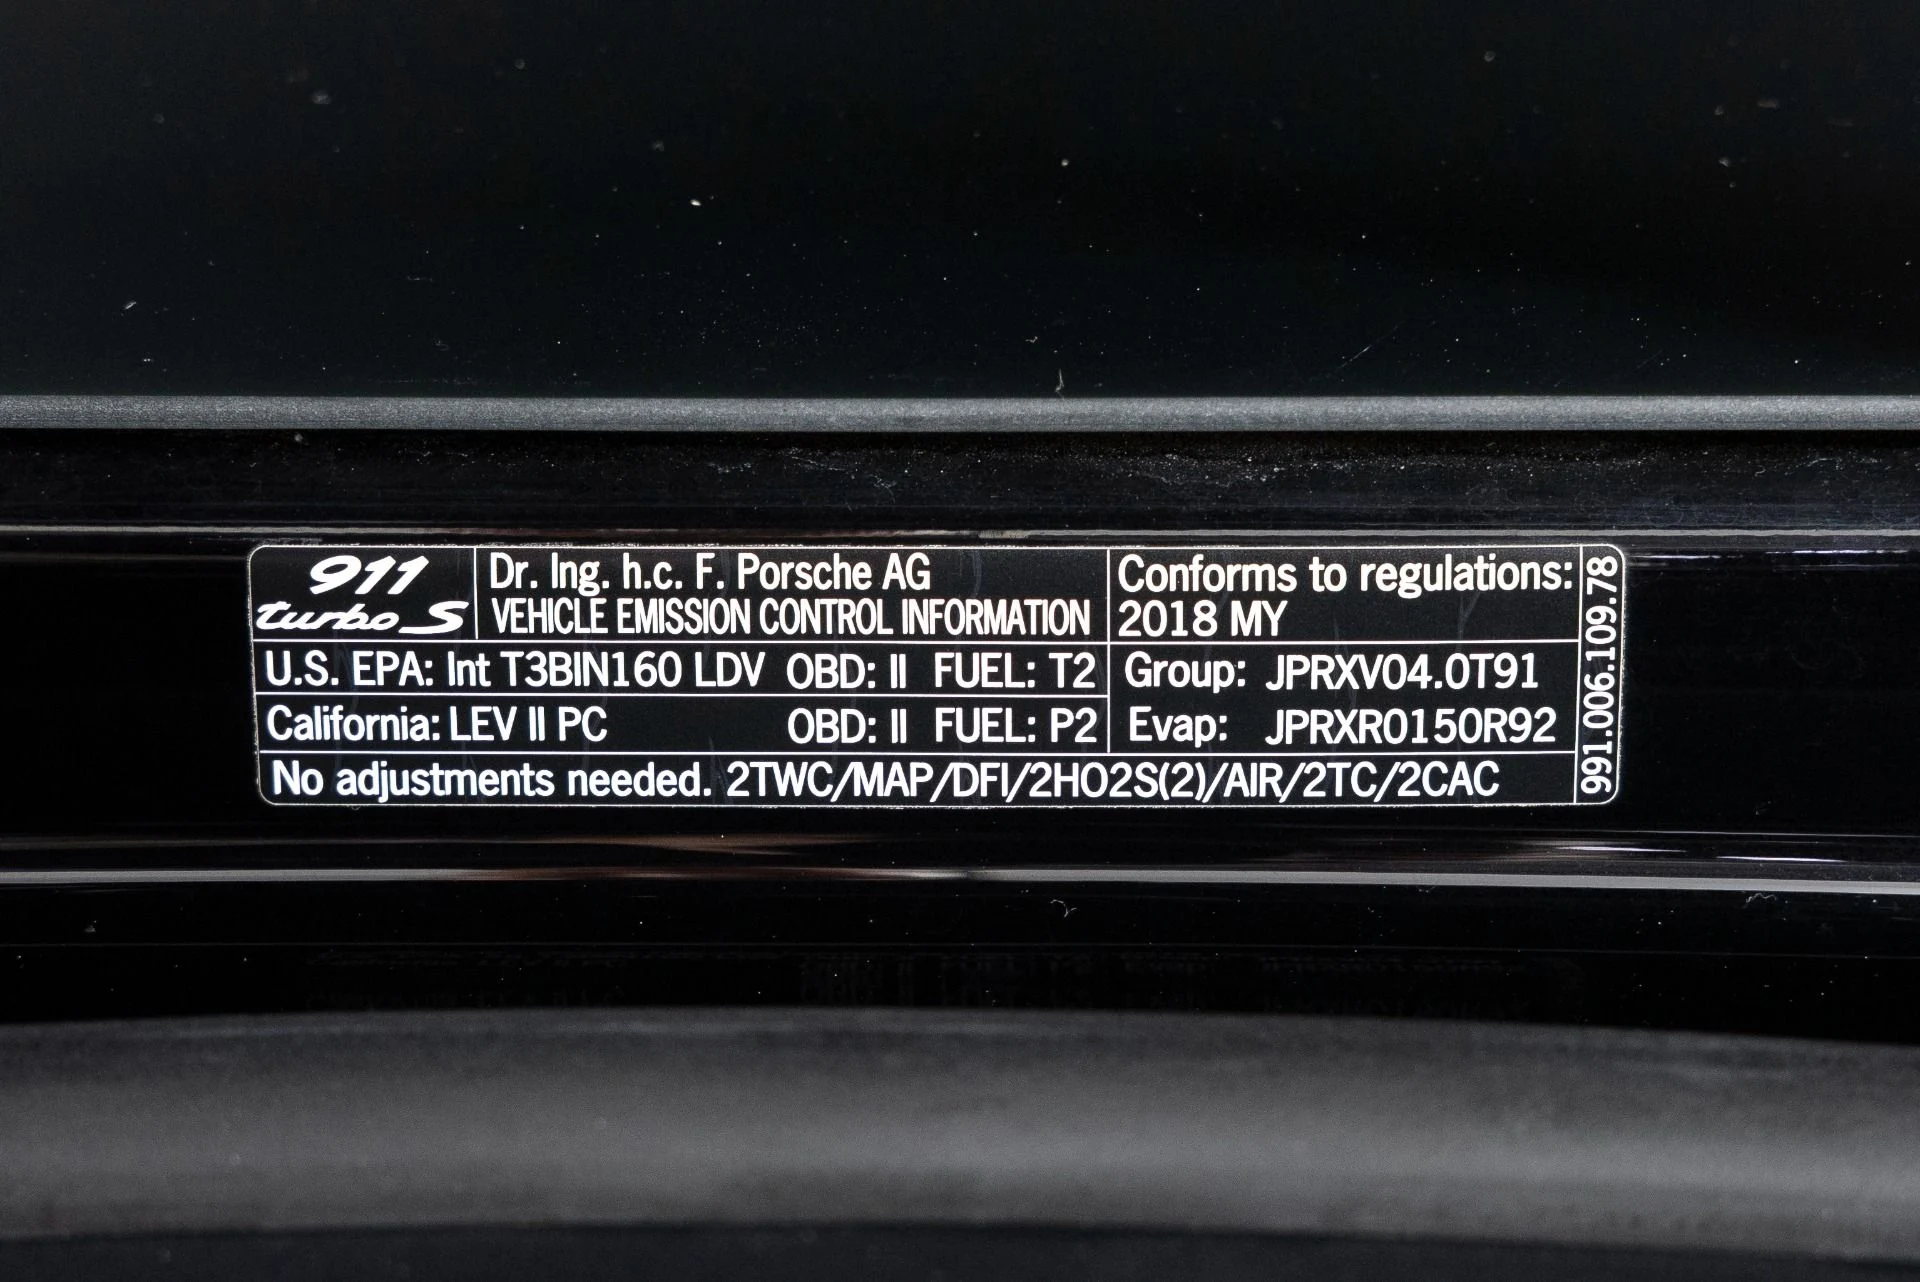 911
turbo S
Dr. Ing. h.c. F. Porsche AG
VEHICLE EMISSION CONTROL INFORMATION
Conforms to regulations:
2018 MY
U.S. EPA: Int T3BIN160 LDV OBD: II FUEL: T2
California: LEV II PC OBD: II FUEL: P2
Group: JPRXV04.0T91
Evap: JPRXR0150R92
No adjustments needed. 2TWC/MAP/DFI/2HO2S(2)/AIR/2TC/2CAC
991.006.109.78